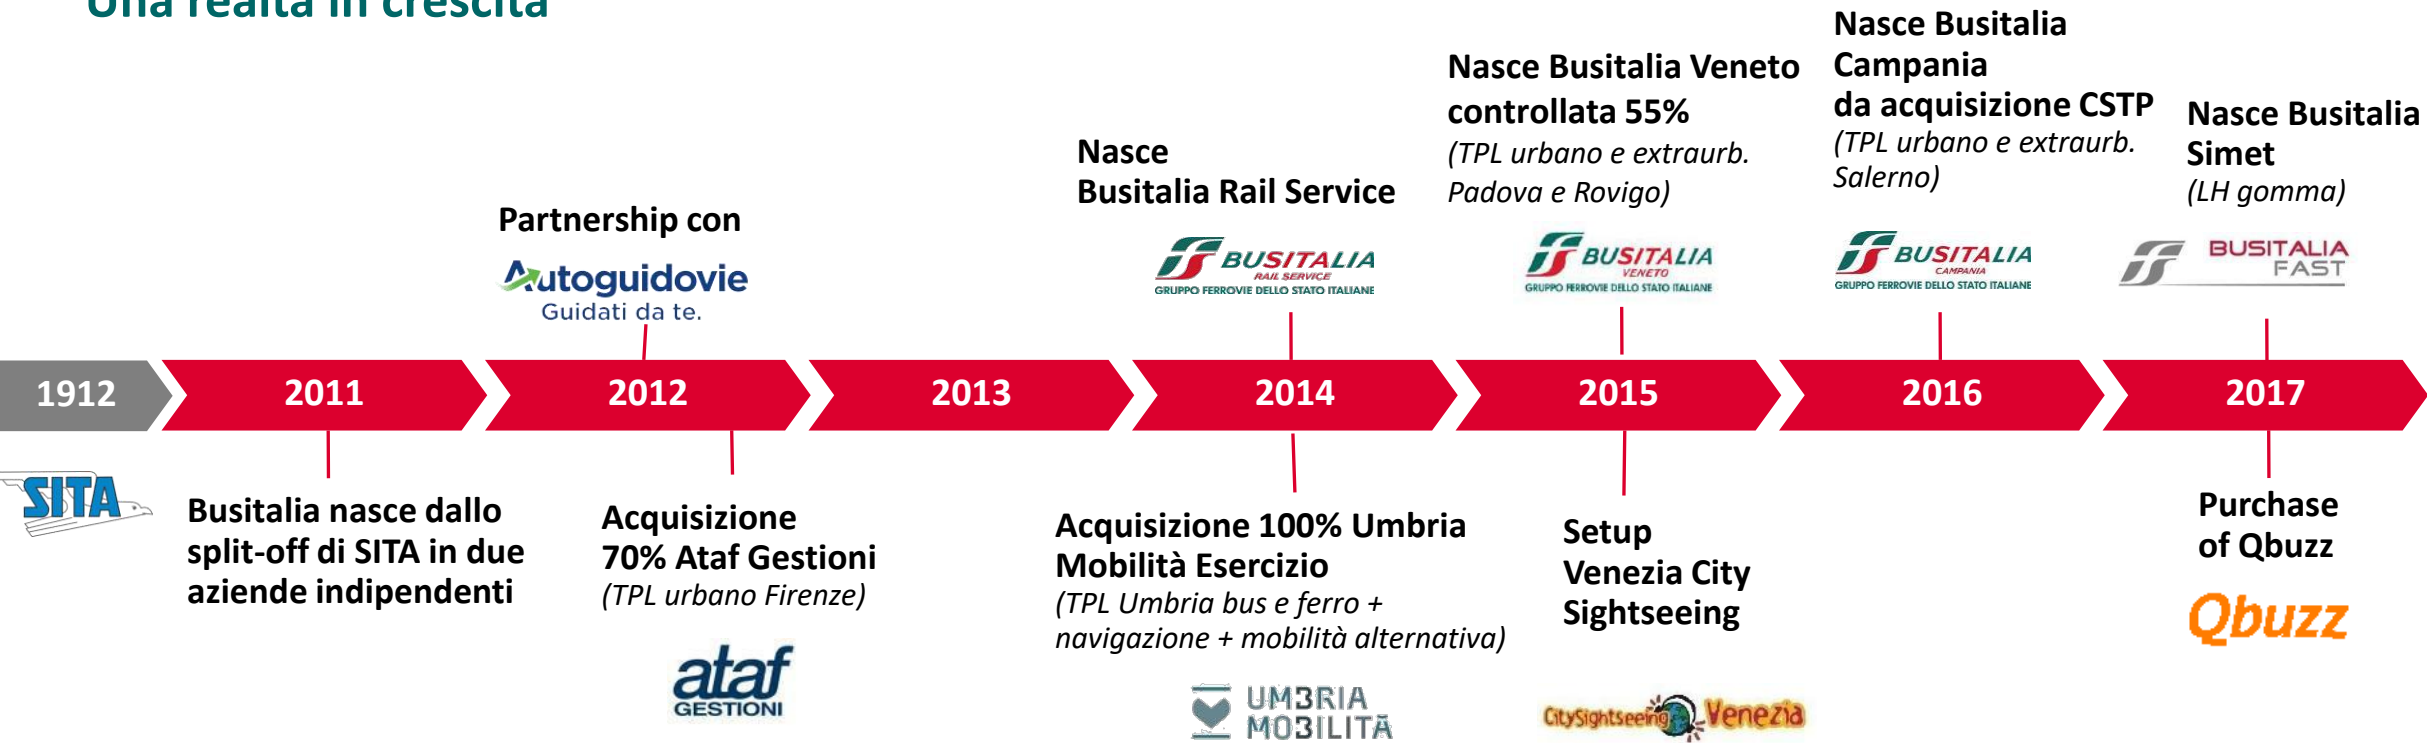 Una realtà in crescita
Nasce Busitalia
Campania
da acquisizione CSTP
(TPL urbano e extraurb.
Salerno)
Nasce Busitalia Veneto
controllata 55%
(TPL urbano e extraurb.
Padova e Rovigo)
Nasce Busitalia
Simet
(LH gomma)
Nasce
Busitalia Rail Service
Partnership con
Autoguidovie
Guidati da te.
BUSITALIA
RAIL SERVICE
GRUPPO FERROVIE DELLO STATO ITALIANE
BUSITALIA
VENETO
GRUPPO FERROVIE DELLO STATO ITALIANE
BUSITALIA
CAMPANIA
GRUPPO FERROVIE DELLO STATO ITALIANE
BUSITALIA
FAST
1912
2011
2012
2013
2014
2015
2016
2017
SITA
Busitalia nasce dallo
split-off di SITA in due
aziende indipendenti
Acquisizione
70% Ataf Gestioni
(TPL urbano Firenze)
ataf
GESTIONI
Acquisizione 100% Umbria
Mobilità Esercizio
(TPL Umbria bus e ferro +
navigazione + mobilità alternativa)
UMBRIA
MOBILITÀ
Setup
Venezia City
Sightseeing
CitySightseeing Venezia
Purchase
of Qbuzz
Qbuzz